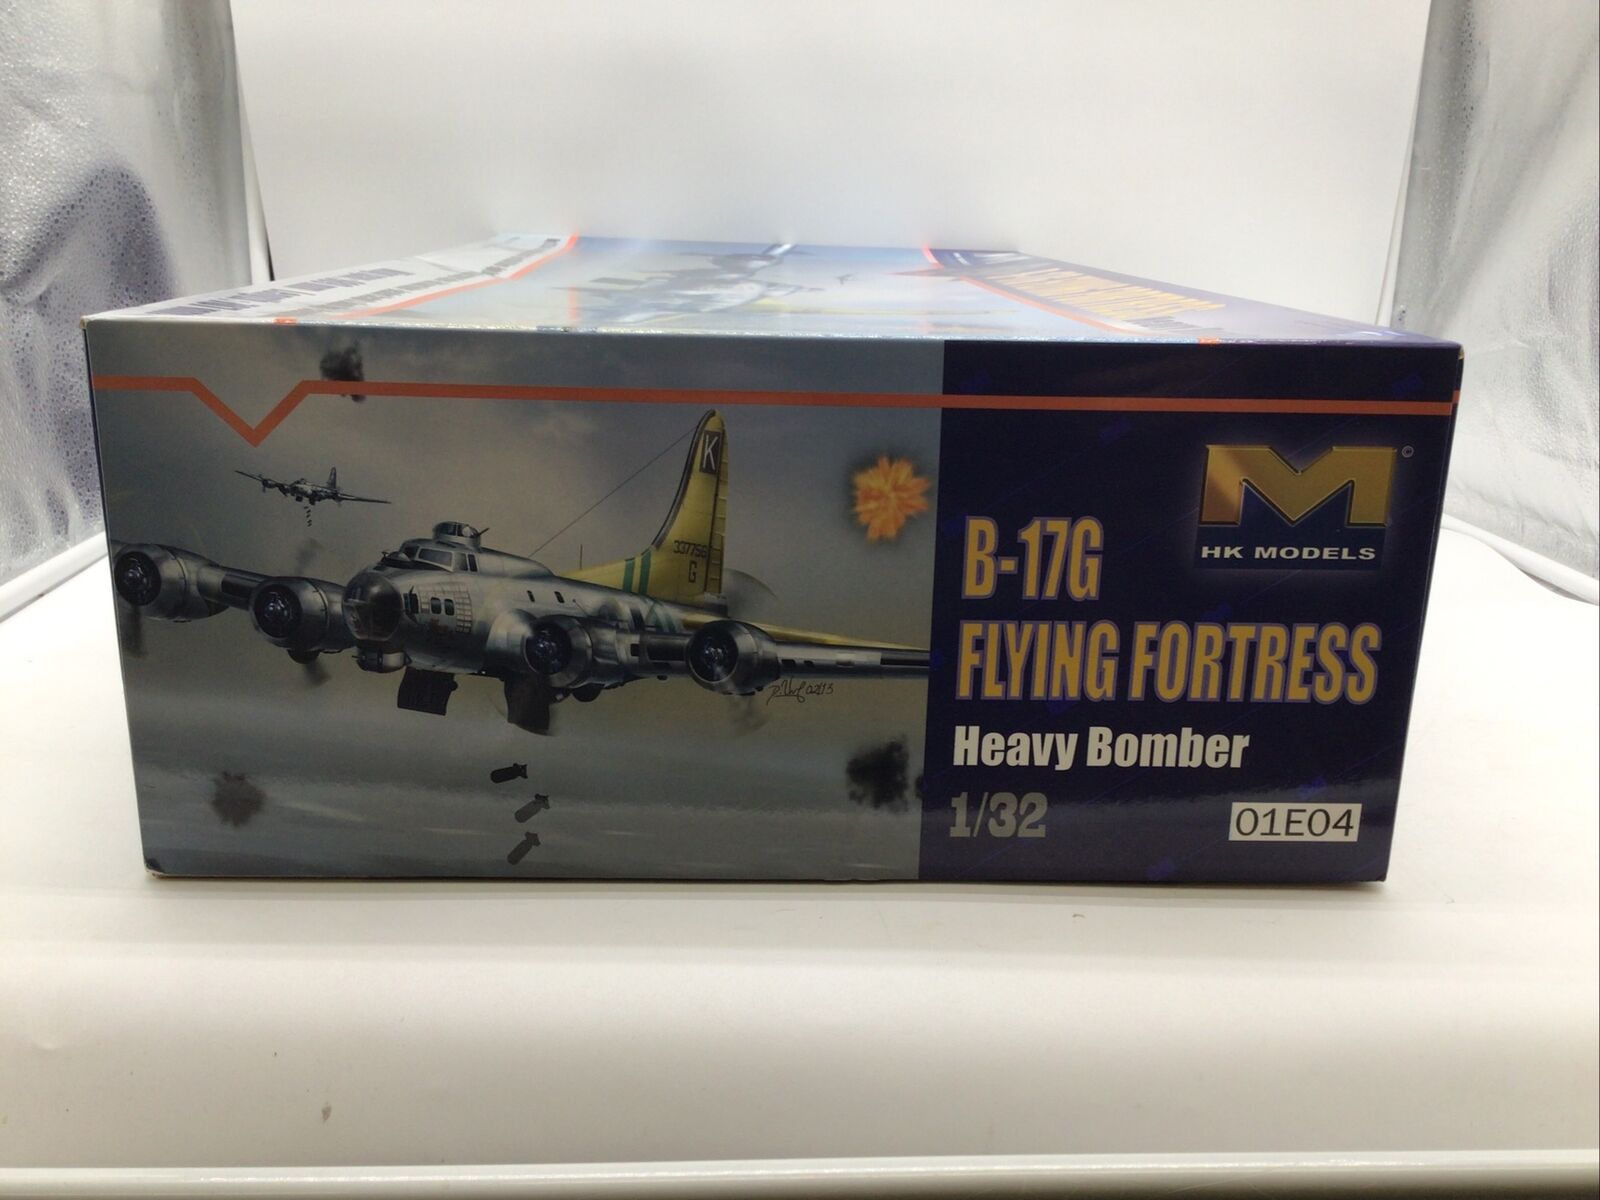 K
337756
G
M
©
HK MODELS
B-17G
FLYING FORTRESS
Heavy Bomber
1/32
01E04